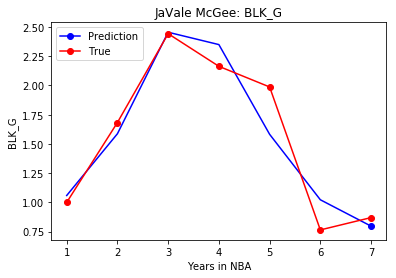 JaVale McGee: BLK_G
Prediction
True
BLK_G
2.50
2.25
2.00
1.75
1.50
1.25
1.00
0.75
1 2 3 4 5 6 7
Years in NBA